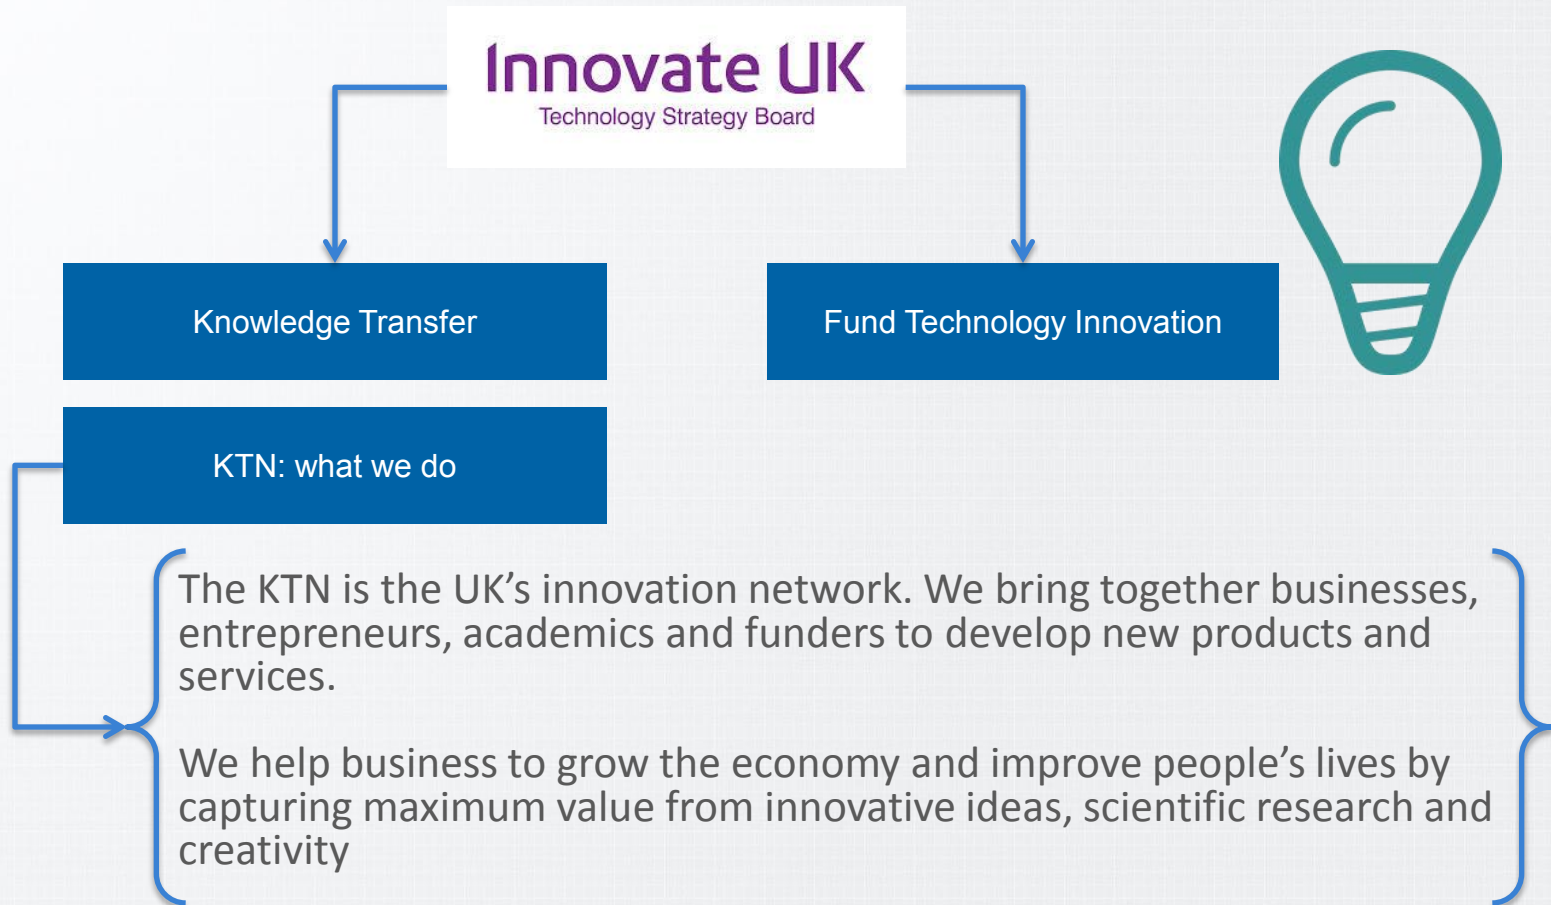 Innovate UK
Technology Strategy Board
Knowledge Transfer
Fund Technology Innovation
KTN: what we do
The KTN is the UK’s innovation network. We bring together businesses,
entrepreneurs, academics and funders to develop new products and
services.
We help business to grow the economy and improve people’s lives by
capturing maximum value from innovative ideas, scientific research and
creativity